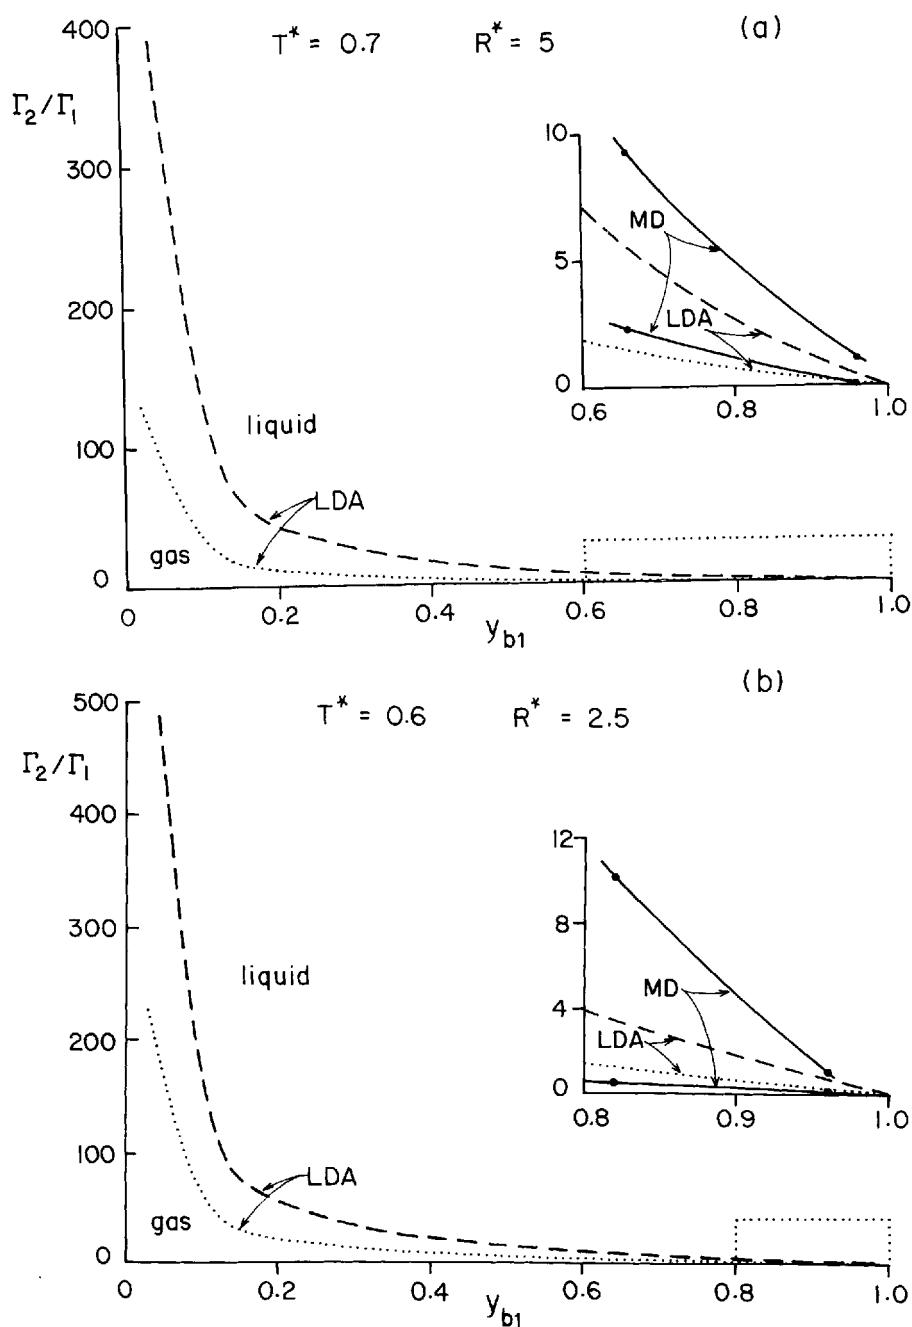 (a)
T* = 0.7 R* = 5
Γ₂/Γ₁
400
300
200
100
0
liquid
gas
LDA
0 0.2 0.4 0.6 0.8 1.0
y_b1
10
5
0
MD
LDA
0.6 0.8 1.0
(b)
T* = 0.6 R* = 2.5
Γ₂/Γ₁
500
400
300
200
100
0
liquid
gas
LDA
0 0.2 0.4 0.6 0.8 1.0
y_b1
12
8
4
0
MD
LDA
0.8 0.9 1.0